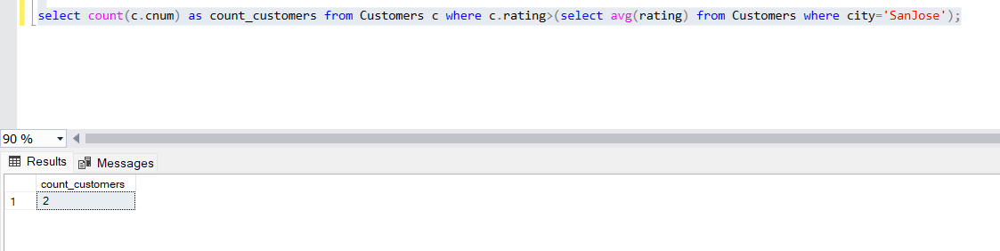 select count(c.cnum) as count_customers from Customers c where c.rating>(select avg(rating) from Customers where city='SanJose');
90 %
Results Messages
count_customers
1 2